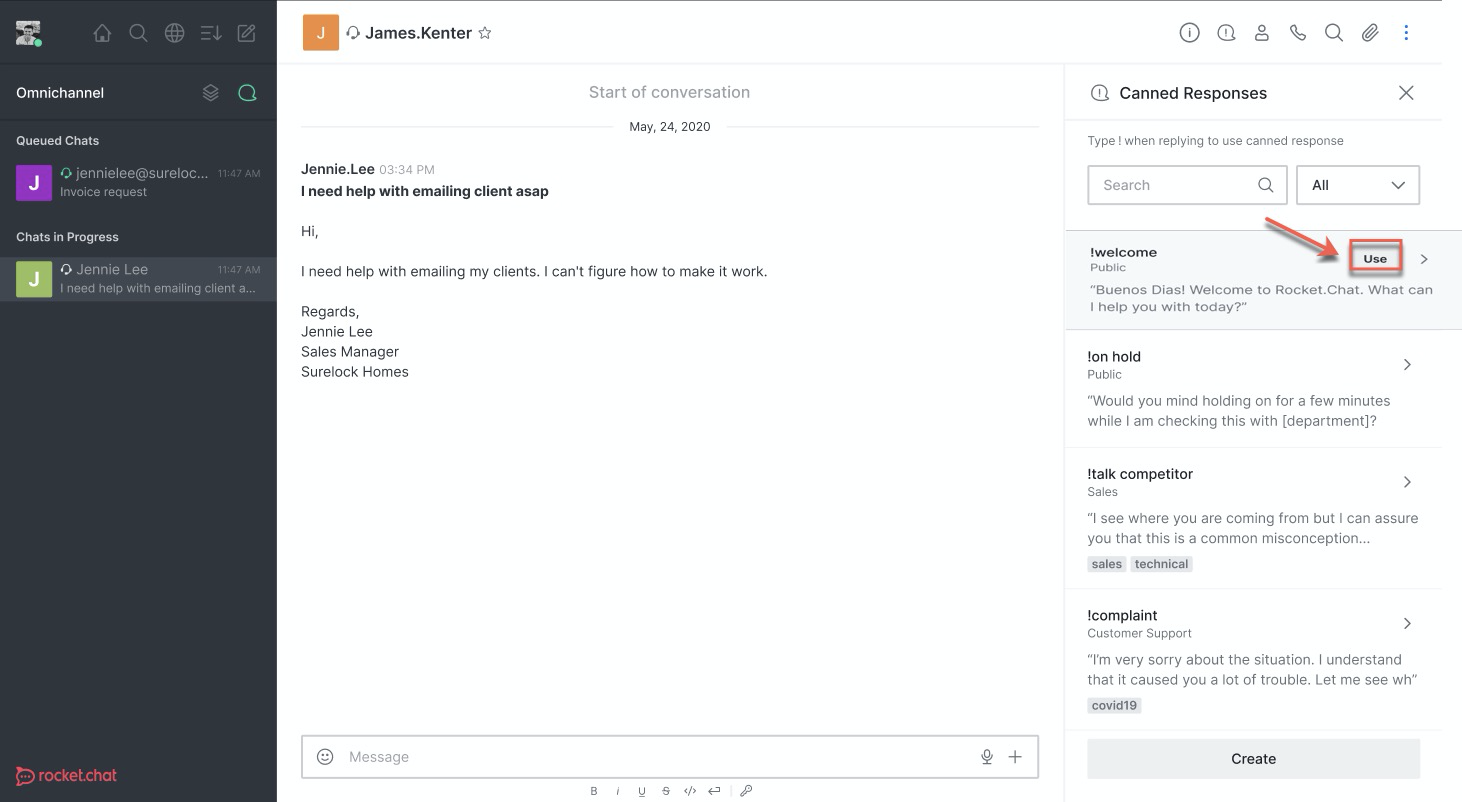 Omnichannel
Queued Chats
J
jennielee@sureloc... 11:47 AM
Invoice request
Chats in Progress
J
Jennie Lee 11:47 AM
I need help with emailing client a...
rocket.chat
J
James.Kenter
Start of conversation
May, 24, 2020
Jennie.Lee 03:34 PM
I need help with emailing client asap
Hi,
I need help with emailing my clients. I can't figure how to make it work.
Regards,
Jennie Lee
Sales Manager
Surelock Homes
Message
B i U S </>
Canned Responses
Type ! when replying to use canned response
Search
All
!welcome
Use
Public
“Buenos Dias! Welcome to Rocket.Chat. What can
I help you with today?”
!on hold
Public
“Would you mind holding on for a few minutes
while I am checking this with [department]?
!talk competitor
Sales
“I see where you are coming from but I can assure
you that this is a common misconception...
sales technical
!complaint
Customer Support
“I’m very sorry about the situation. I understand
that it caused you a lot of trouble. Let me see wh”
covid19
Create